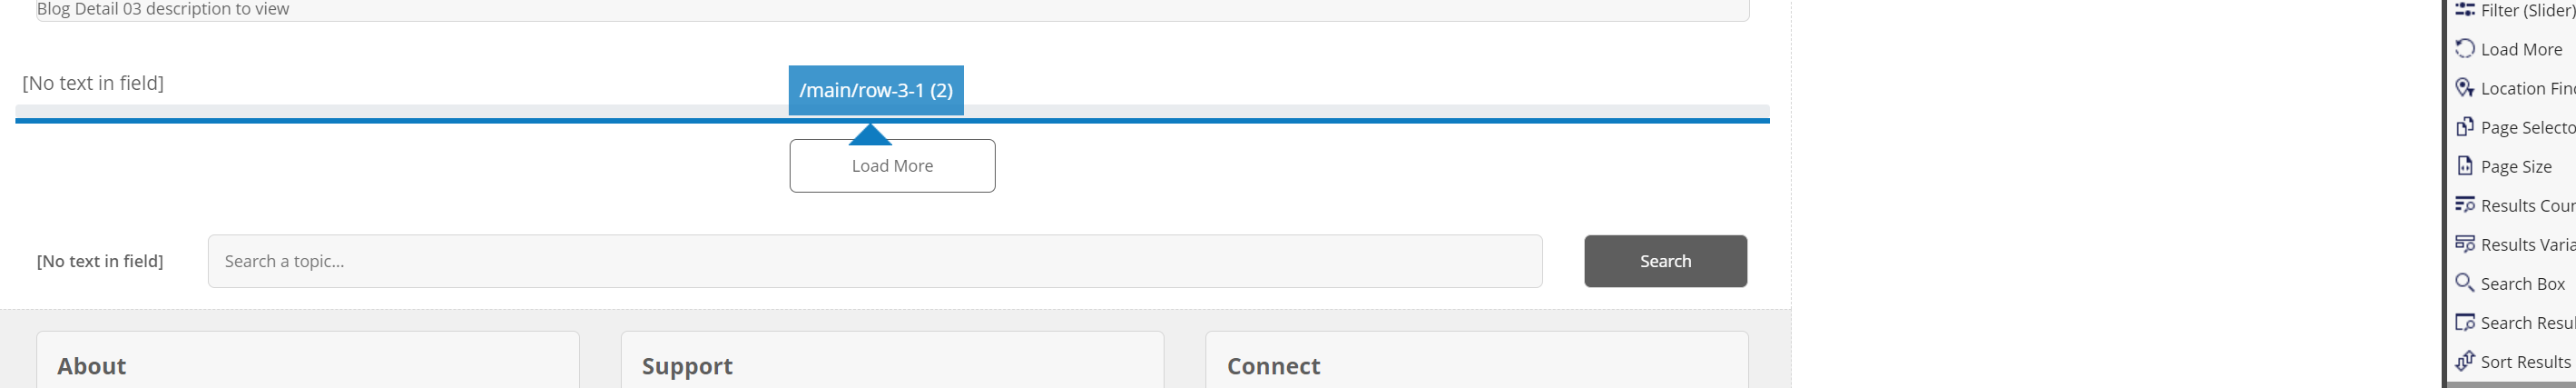 Blog Detail 03 description to view
[No text in field]
/main/row-3-1 (2)
Load More
[No text in field]
Search a topic...
Search
About
Support
Connect
Filter (Slider)
Load More
Location Fin
Page Selecto
Page Size
Results Cour
Results Varia
Search Box
Search Resul
Sort Results